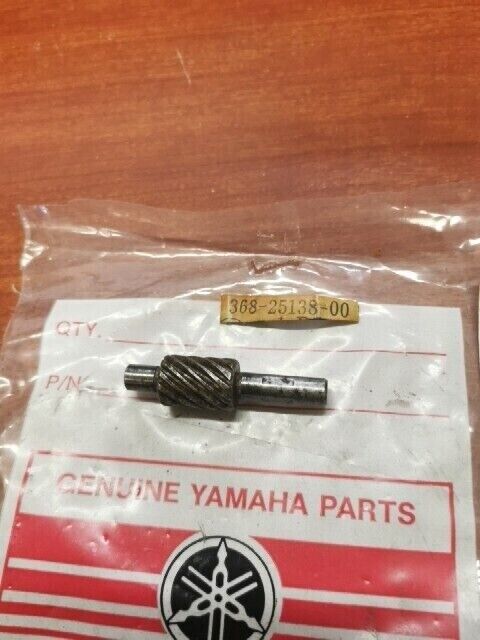 368-25138-00
QTY.
P/N
GENUINE YAMAHA PARTS